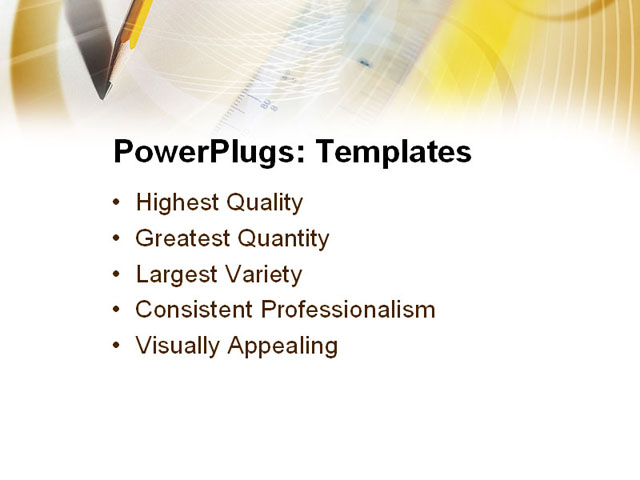 PowerPlugs: Templates
• Highest Quality
• Greatest Quantity
• Largest Variety
• Consistent Professionalism
• Visually Appealing